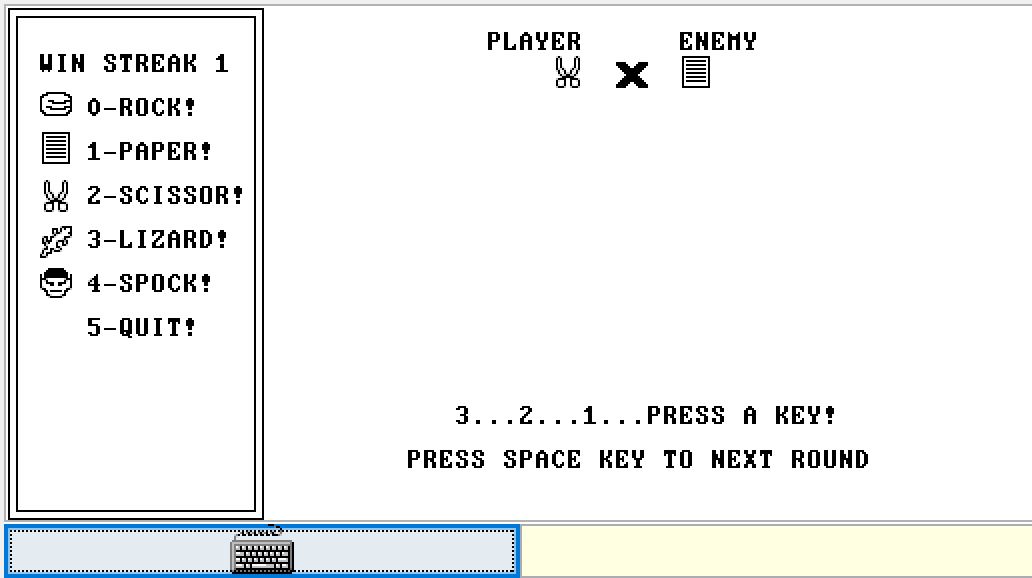 WIN STREAK 1
0-ROCK!
1-PAPER!
2-SCISSOR!
3-LIZARD!
4-SPOCK!
5-QUIT!
PLAYER ENEMY
3...2...1...PRESS A KEY!
PRESS SPACE KEY TO NEXT ROUND